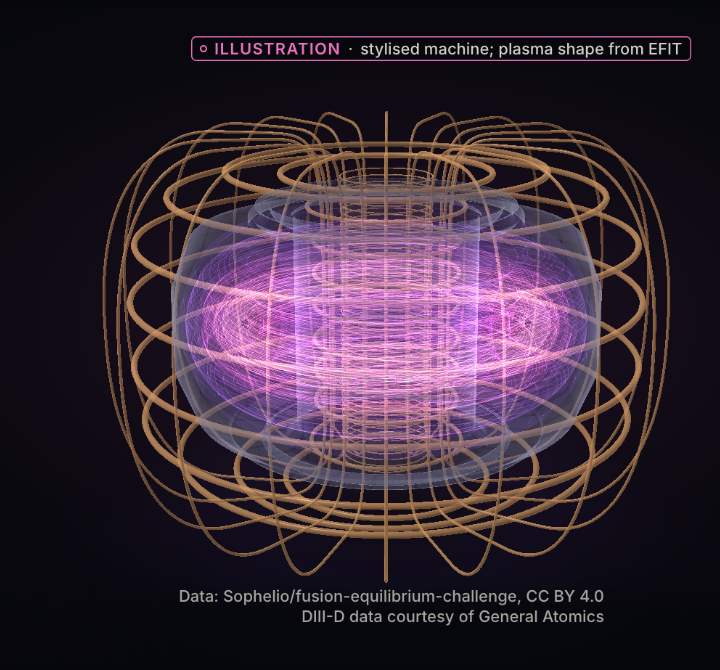 ILLUSTRATION · stylised machine; plasma shape from EFIT
Data: Sophelio/fusion-equilibrium-challenge, CC BY 4.0
DIII-D data courtesy of General Atomics